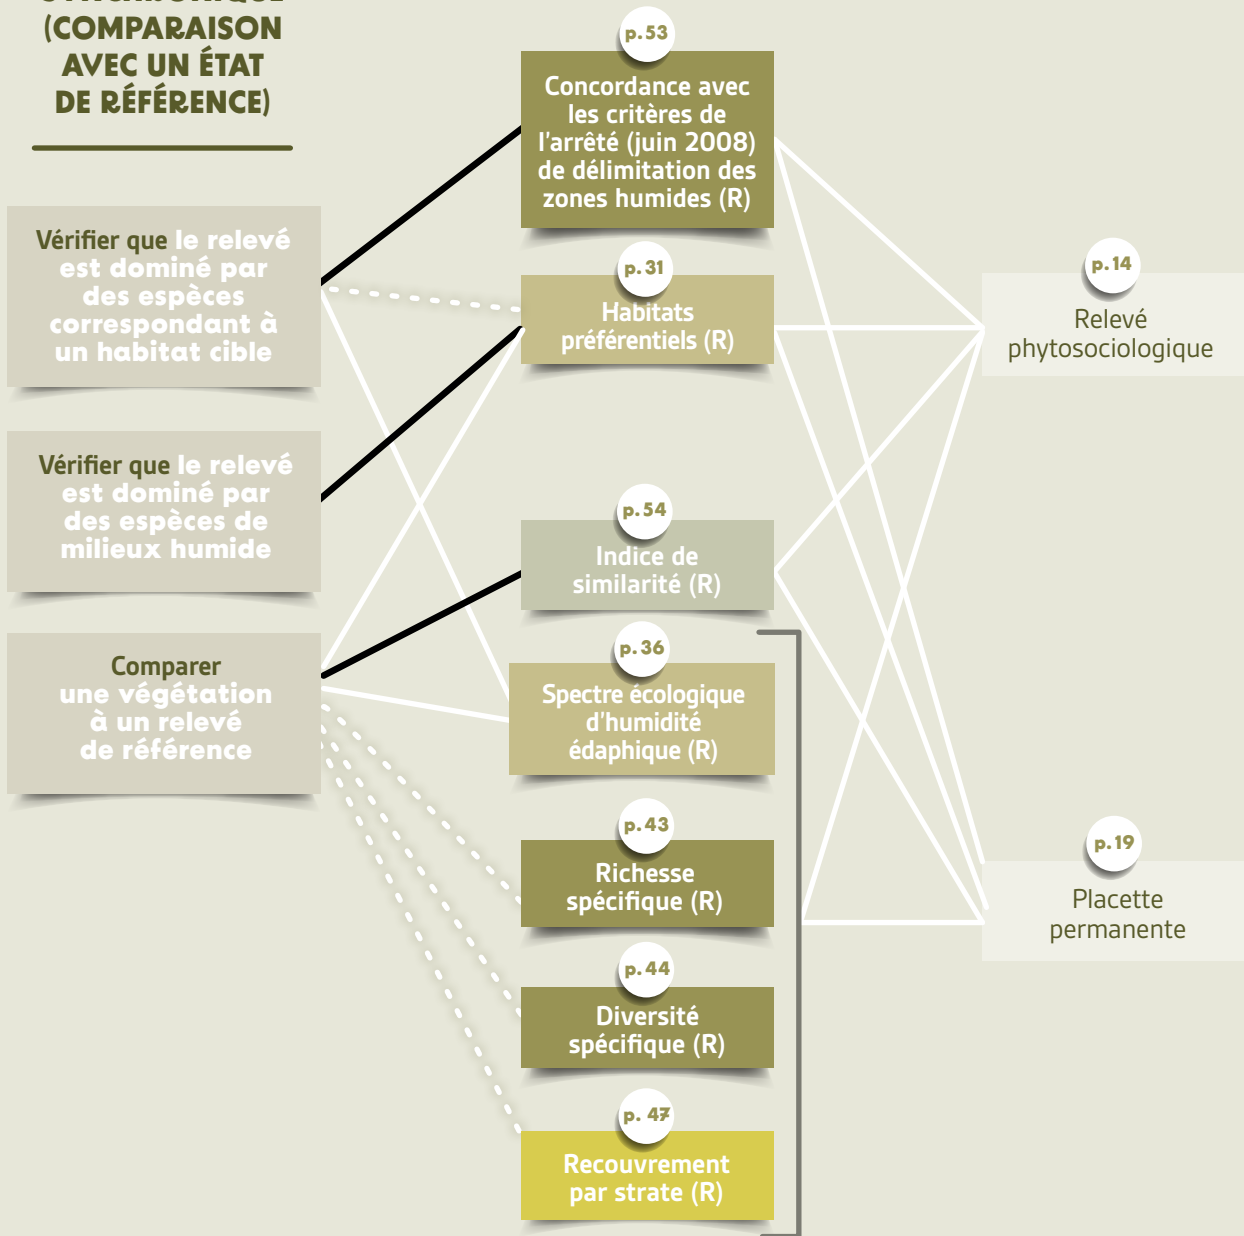 (COMPARAISON
AVEC UN ÉTAT
DE RÉFÉRENCE)
Vérifier que le relevé
est dominé par
des espèces
correspondant à
un habitat cible
Vérifier que le relevé
est dominé par
des espèces de
milieux humide
Comparer
une végétation
à un relevé
de référence
p. 53
Concordance avec
les critères de
l'arrêté (juin 2008)
de délimitation des
zones humides (R)
p. 31
Habitats
préférentiels (R)
p. 54
Indice de
similarité (R)
p. 36
Spectre écologique
d'humidité
édaphique (R)
p. 43
Richesse
spécifique (R)
p. 44
Diversité
spécifique (R)
p. 47
Recouvrement
par strate (R)
p. 14
Relevé
phytosociologique
p. 19
Placette
permanente